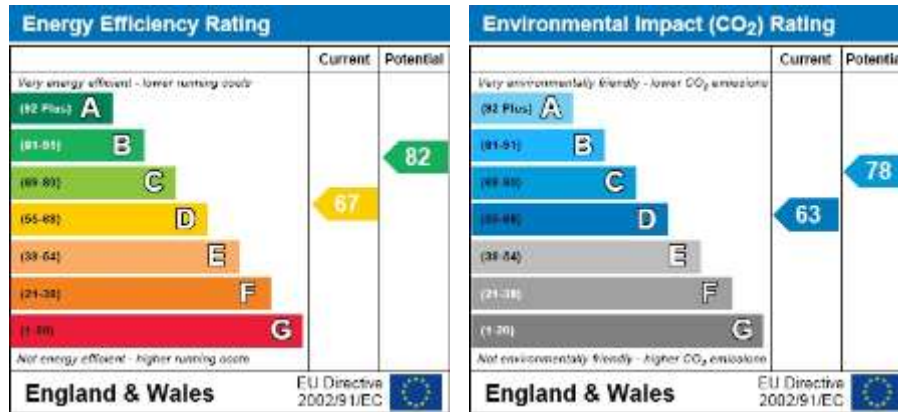 Energy Efficiency Rating
Current Potential
Very energy efficient - lower running costs
(92 Plus) A
(81-91) B
(69-80) C
(55-68) D
(39-54) E
(21-38) F
(1-20) G
82
67
Not energy efficient - higher running costs
England & Wales
EU Directive
2002/91/EC
Environmental Impact (CO₂) Rating
Current Potentia
Very environmentally friendly - lower CO₂ emissions
(92 Plus) A
(81-91) B
(69-80) C
(55-68) D
(39-54) E
(21-38) F
(1-20) G
78
63
Not environmentally friendly - higher CO₂ emissions
England & Wales
EU Directive
2002/91/EC